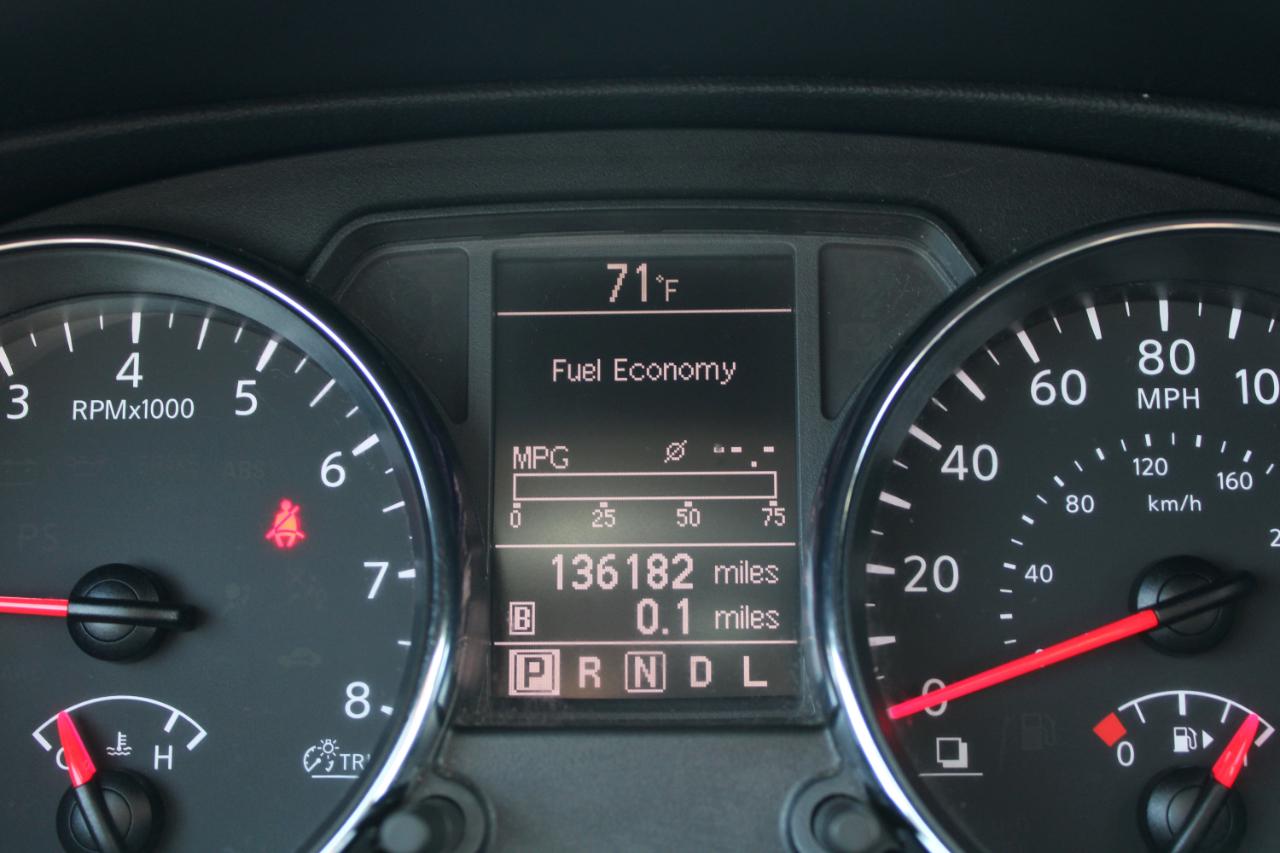 71°F
Fuel Economy
MPG Ø --.-
0 25 50 75
136182 miles
B 0.1 miles
P R N D L
3 4 5 6 7 8
RPMx1000
C H
0 20 40 60 80
MPH
40 80 120 160
km/h
0